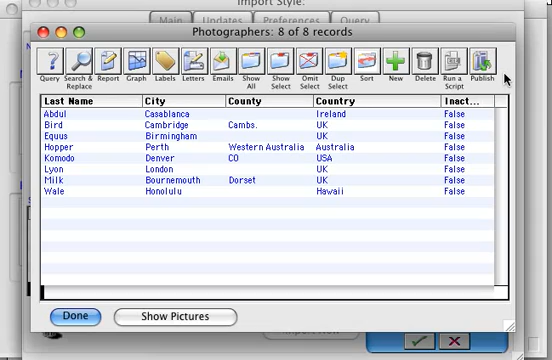 Import Style:
Main Updates Preferences Query
Photographers: 8 of 8 records
Query Search & Replace Report Graph Labels Letters Emails Show All Show Select Omit Select Dup Select Sort New Delete Run a Script Publish
Last Name City County Country Inact...
Abdul Casablanca Ireland False
Bird Cambridge Cambs. UK False
Equus Birmingham UK False
Hopper Perth Western Australia Australia False
Komodo Denver CO USA False
Lyon London UK False
Milk Bournemouth Dorset UK False
Wale Honolulu Hawaii False
Done Show Pictures